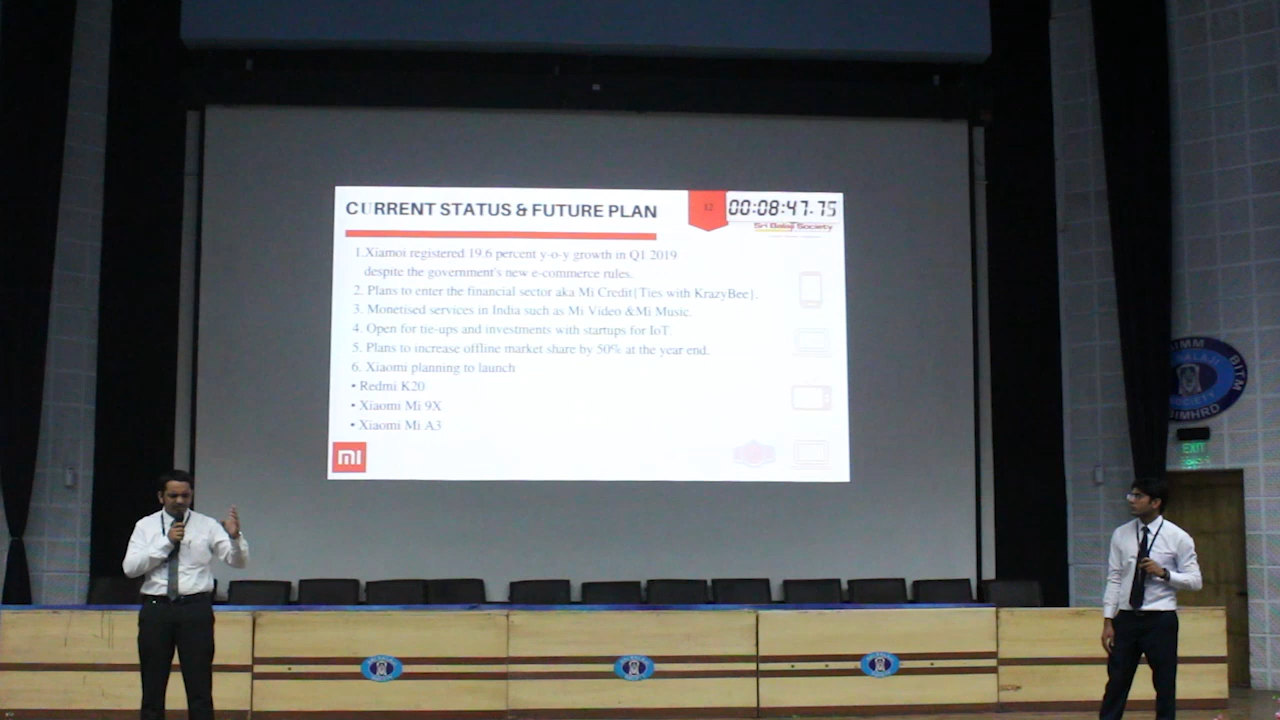 CURRENT STATUS & FUTURE PLAN
12
00:08:47.75
Sri Balaji Society
1.Xiamoi registered 19.6 percent y-o-y growth in Q1 2019
despite the government's new e-commerce rules.
2. Plans to enter the financial sector aka Mi Credit{Ties with KrazyBee}.
3. Monetised services in India such as Mi Video &Mi Music.
4. Open for tie-ups and investments with startups for IoT
5. Plans to increase offline market share by 50% at the year end.
6. Xiaomi planning to launch
• Redmi K20
• Xiaomi Mi 9X
• Xiaomi Mi A3
mi
BITM
SOCIETY
BIMHRD
EXIT